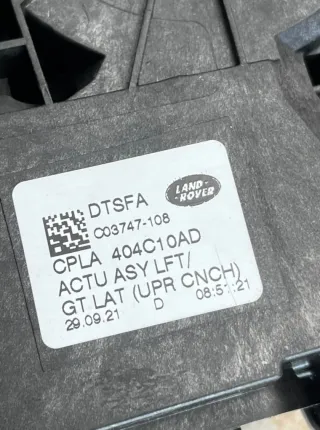 DTSFA
LAND-
-ROVER
C03747-108
CPLA 404C10AD
ACTU ASY LFT/
GT LAT (UPR CNCH)
29.09.21 D 08:51:21